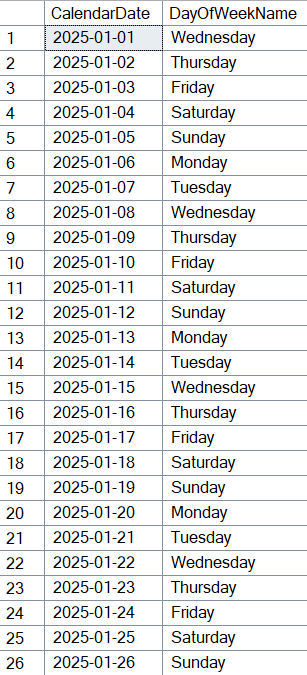 CalendarDate DayOfWeekName
1 2025-01-01 Wednesday
2 2025-01-02 Thursday
3 2025-01-03 Friday
4 2025-01-04 Saturday
5 2025-01-05 Sunday
6 2025-01-06 Monday
7 2025-01-07 Tuesday
8 2025-01-08 Wednesday
9 2025-01-09 Thursday
10 2025-01-10 Friday
11 2025-01-11 Saturday
12 2025-01-12 Sunday
13 2025-01-13 Monday
14 2025-01-14 Tuesday
15 2025-01-15 Wednesday
16 2025-01-16 Thursday
17 2025-01-17 Friday
18 2025-01-18 Saturday
19 2025-01-19 Sunday
20 2025-01-20 Monday
21 2025-01-21 Tuesday
22 2025-01-22 Wednesday
23 2025-01-23 Thursday
24 2025-01-24 Friday
25 2025-01-25 Saturday
26 2025-01-26 Sunday